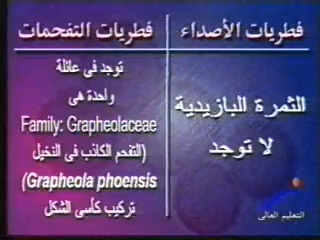 فطريات الأصداء
فطريات التفحمات
الثمرة البازيدية
لا توجد
توجد فى عائلة
واحدة هى
Family: Grapheolaceae
(التفحم الكاذب فى النخيل
(Grapheola phoensis
تركيب كأسى الشكل
التعليم العالى